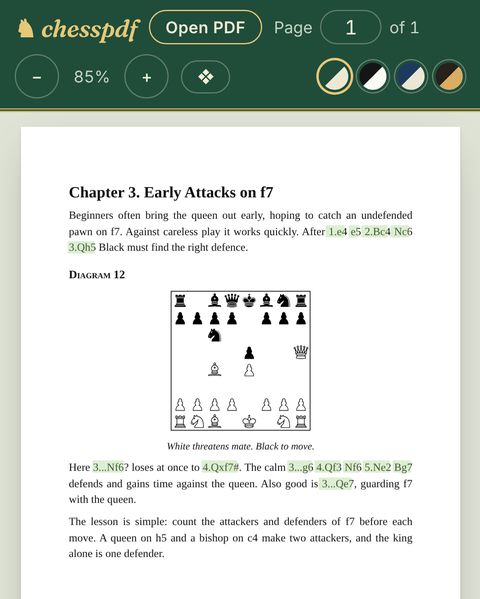 chesspdf Open PDF Page 1 of 1
− 85% +
Chapter 3. Early Attacks on f7
Beginners often bring the queen out early, hoping to catch an undefended
pawn on f7. Against careless play it works quickly. After 1.e4 e5 2.Bc4 Nc6
3.Qh5 Black must find the right defence.
Diagram 12
White threatens mate. Black to move.
Here 3...Nf6? loses at once to 4.Qxf7#. The calm 3...g6 4.Qf3 Nf6 5.Ne2 Bg7
defends and gains time against the queen. Also good is 3...Qe7, guarding f7
with the queen.
The lesson is simple: count the attackers and defenders of f7 before each
move. A queen on h5 and a bishop on c4 make two attackers, and the king
alone is one defender.